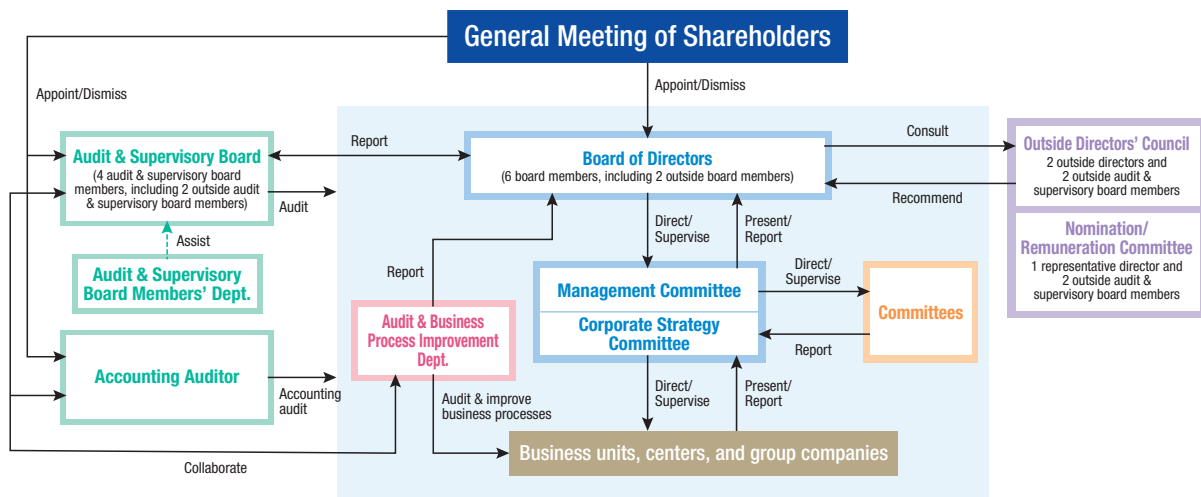 General Meeting of Shareholders
Appoint/Dismiss
Appoint/Dismiss
Audit & Supervisory Board
(4 audit & supervisory board
members, including 2 outside audit
& supervisory board members)
Report
Audit
Assist
Audit & Supervisory
Board Members' Dept.
Board of Directors
(6 board members, including 2 outside board members)
Consult
Recommend
Outside Directors' Council
2 outside directors and
2 outside audit &
supervisory board members
Nomination/
Remuneration Committee
1 representative director and
2 outside audit &
supervisory board members
Direct/
Supervise
Present/
Report
Report
Management Committee
Corporate Strategy
Committee
Direct/
Supervise
Committees
Report
Audit & Business
Process Improvement
Dept.
Accounting Auditor
Accounting
audit
Audit & improve
business processes
Direct/
Supervise
Present/
Report
Business units, centers, and group companies
Collaborate